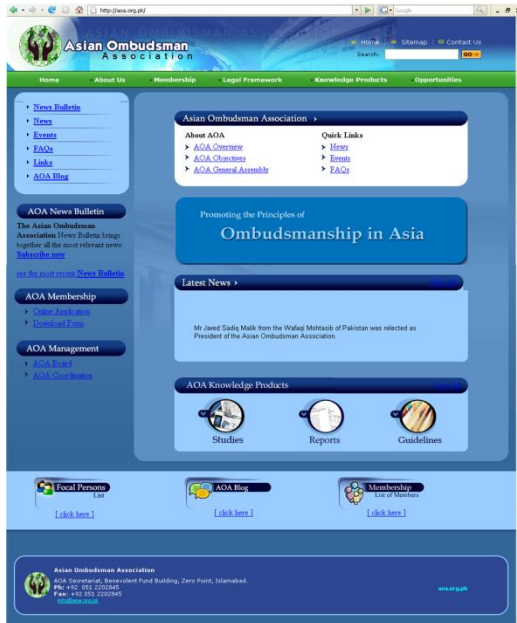 http://aoa.org.pk/
Google
Asian Ombudsman
Association
Home
Sitemap
Contact Us
Search:
GO
Home
About Us
Membership
Legal Framework
Knowledge Products
Opportunities
News Bulletin
News
Events
FAQs
Links
AOA Blog
Asian Ombudsman Association
About AOA
AOA Overview
AOA Objectives
AOA General Assembly
Quick Links
News
Events
FAQs
AOA News Bulletin
The Asian Ombudsman
Association News Bulletin brings
together all the most relevant news.
Subscribe now
see the most recent News Bulletin
AOA Membership
Online Application
Download Form
AOA Management
AOA Board
AOA Coordination
Promoting the Principles of
Ombudsmanship in Asia
Latest News
Mr Javed Sadiq Malik from the Wafaqi Mohtasib of Pakistan was relected as
President of the Asian Ombudsman Association.
AOA Knowledge Products
Studies
Reports
Guidelines
Focal Persons
List
[ click here ]
AOA Blog
[ click here ]
Membership
List of Members
[ click here ]
Asian Ombudsman Association
AOA Secretariat, Benevolent Fund Building, Zero Point, Islamabad.
Ph: +92 051 2202845
Fax: +92 051 2202845
info@aoa.org.pk
aoa.org.pk